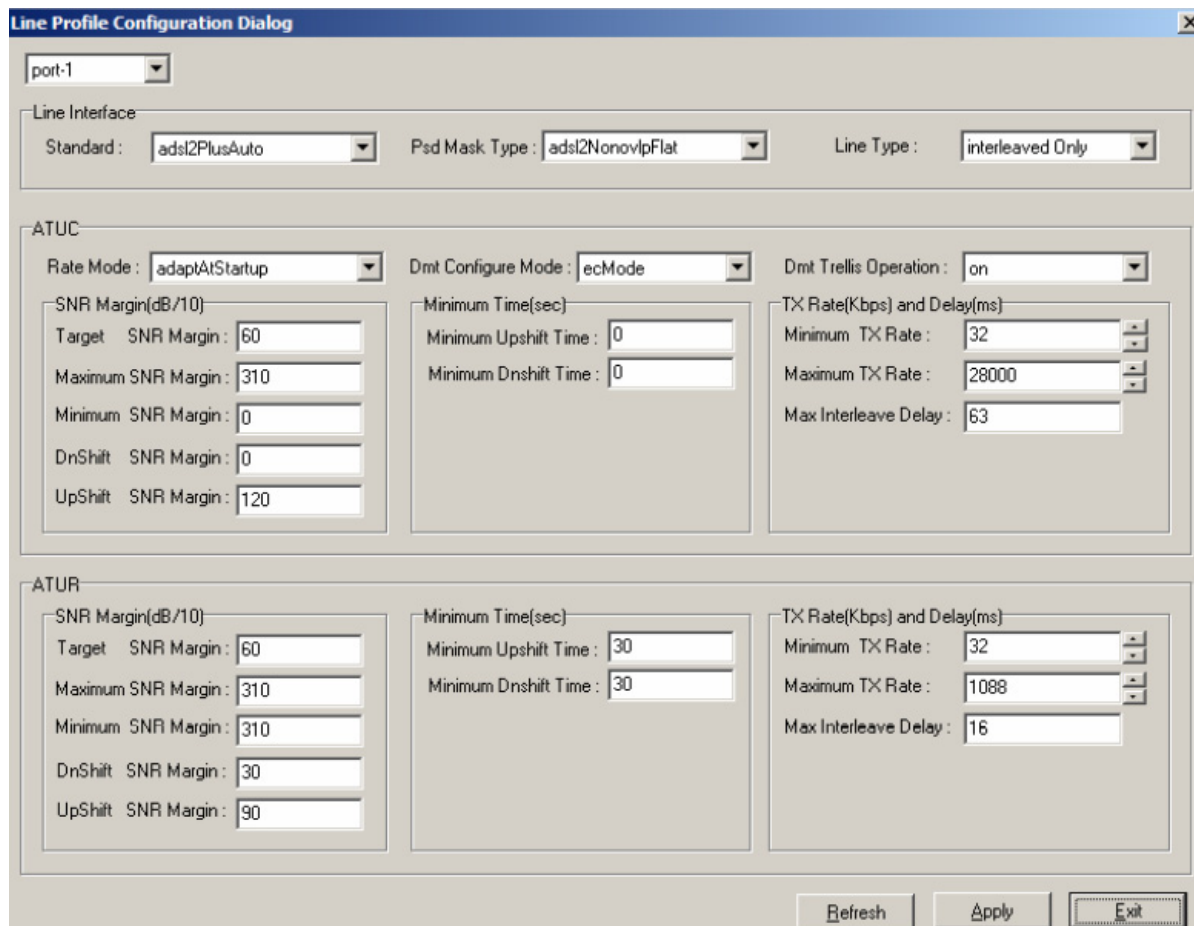 Line Profile Configuration Dialog
port-1
Line Interface
Standard : adsl2PlusAuto Psd Mask Type : adsl2NonovlpFlat Line Type : interleaved Only
ATUC
Rate Mode : adaptAtStartup Dmt Configure Mode : ecMode Dmt Trellis Operation : on
SNR Margin(dB/10) Minimum Time(sec) TX Rate(Kbps) and Delay(ms)
Target SNR Margin : 60 Minimum Upshift Time : 0 Minimum TX Rate : 32
Maximum SNR Margin : 310 Minimum Dnshift Time : 0 Maximum TX Rate : 28000
Minimum SNR Margin : 0 Max Interleave Delay : 63
DnShift SNR Margin : 0
UpShift SNR Margin : 120
ATUR
SNR Margin(dB/10) Minimum Time(sec) TX Rate(Kbps) and Delay(ms)
Target SNR Margin : 60 Minimum Upshift Time : 30 Minimum TX Rate : 32
Maximum SNR Margin : 310 Minimum Dnshift Time : 30 Maximum TX Rate : 1088
Minimum SNR Margin : 310 Max Interleave Delay : 16
DnShift SNR Margin : 30
UpShift SNR Margin : 90
Refresh Apply Exit